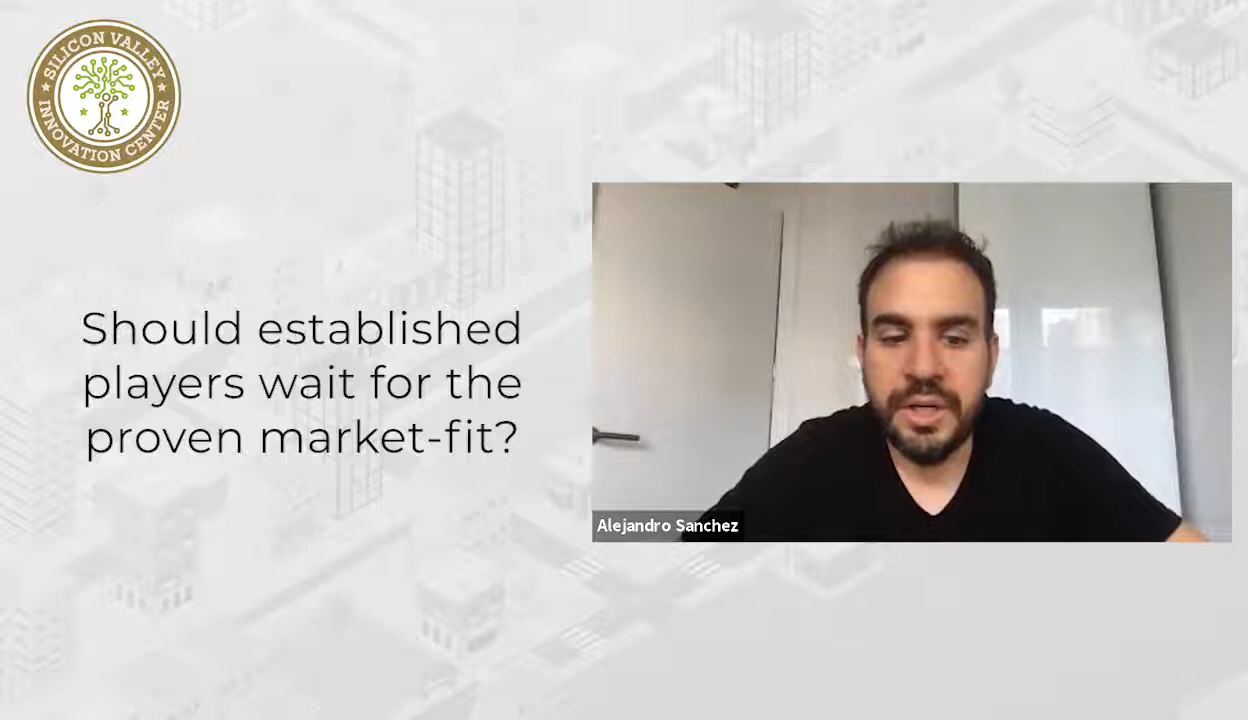 SILICON VALLEY
INNOVATION CENTER
Should established
players wait for the
proven market-fit?
Alejandro Sanchez